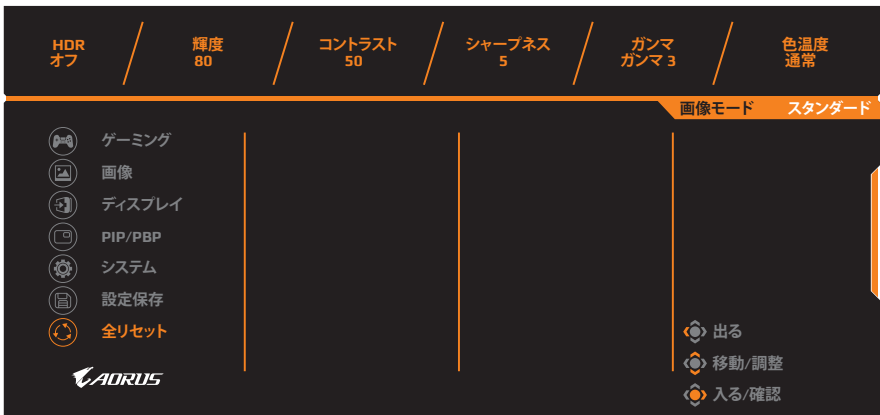 HDR 輝度 コントラスト シャープネス ガンマ 色温度
オフ 80 50 5 ガンマ 3 通常
画像モード スタンダード
ゲーミング
画像
ディスプレイ
PIP/PBP
システム
設定保存
全リセット
出る
移動/調整
入る/確認
AORUS